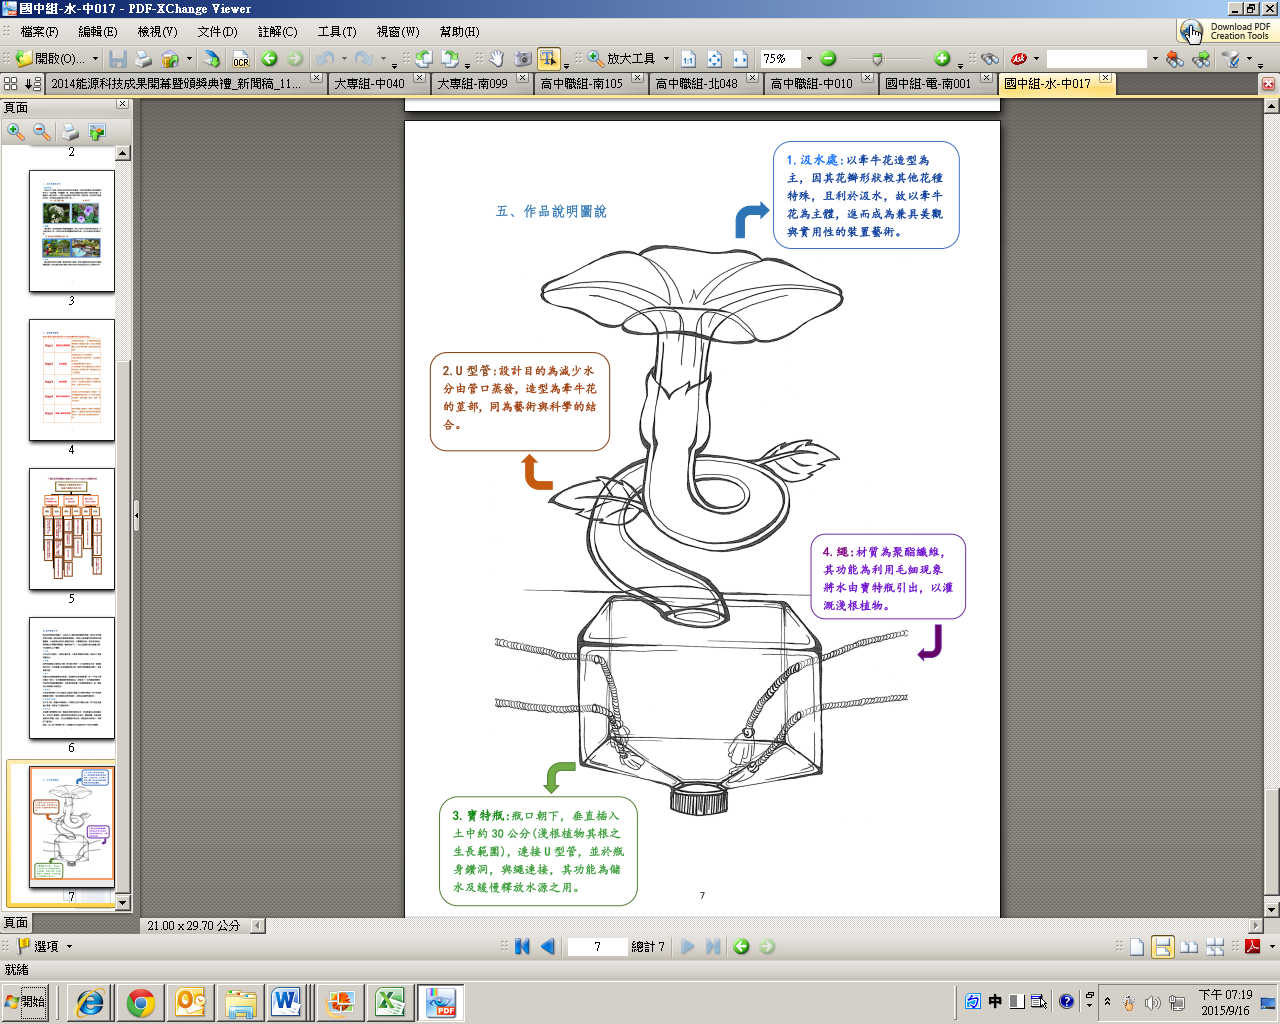 國中組-水-中017 - PDF-XChange Viewer
檔案(F) 編輯(E) 檢視(V) 文件(D) 註解(C) 工具(T) 視窗(W) 幫助(H)
Download PDF
Creation Tools
開啟(O)... OCR 放大工具 1:1 75% Ask
2014能源科技成果開幕暨頒獎典禮_新聞稿_11... 大專組-中040 大專組-南099 高中職組-南105 高中職組-北048 高中職組-中010 國中組-電-南001 國中組-水-中017
頁面
2
3
4
5
6
7
五、作品說明圖說
1. 汲水處:以牽牛花造型為
主，因其花瓣形狀較其他花種
特殊，且利於汲水，故以牽牛
花為主體，進而成為兼具美觀
與實用性的裝置藝術。
2. U 型管:設計目的為減少水
分由管口蒸發，造型為牽牛花
的莖部，同為藝術與科學的結
合。
4. 繩:材質為聚酯纖維，
其功能為利用毛細現象
將水由寶特瓶引出，以灌
溉淺根植物。
3. 寶特瓶:瓶口朝下，垂直插入
土中約 30 公分(淺根植物其根之
生長範圍)，連接 U 型管，並於瓶
身鑽洞，與繩連接，其功能為儲
水及緩慢釋放水源之用。
7
頁面
21.00 x 29.70 公分
選項
7 總計 7
就緒
開始
中
下午 07:19
2015/9/16